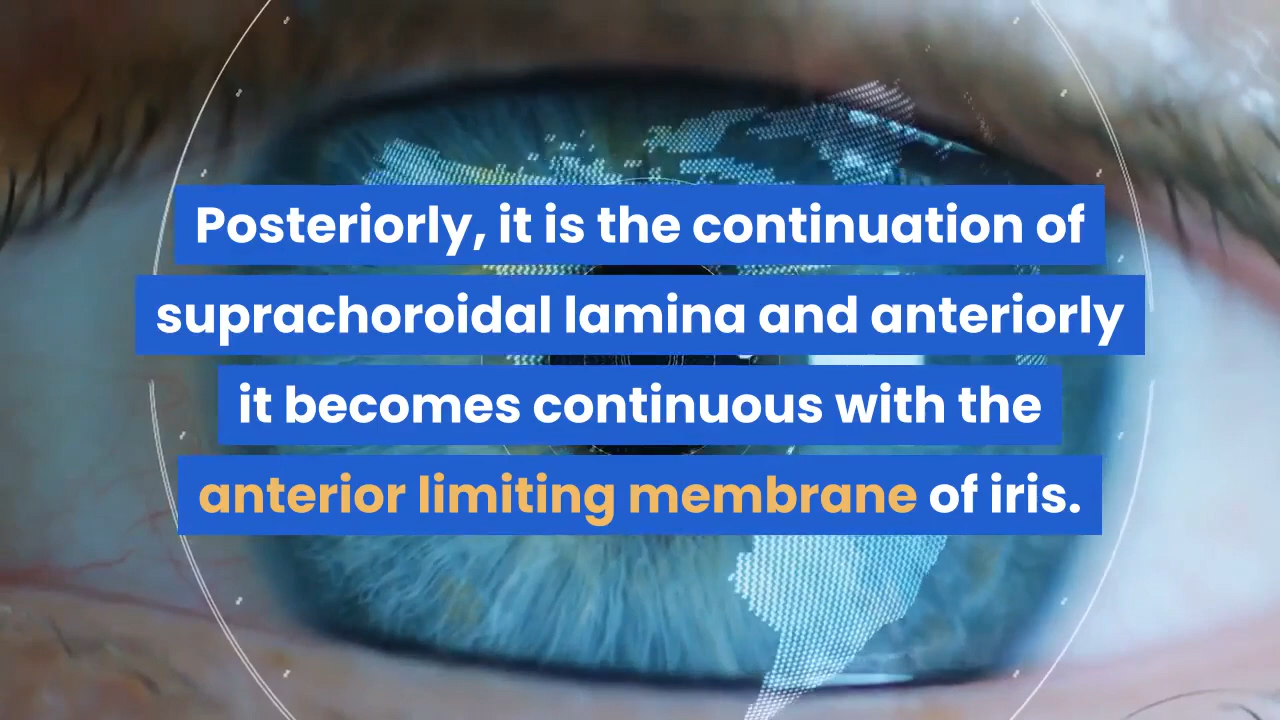 Posteriorly, it is the continuation of
suprachoroidal lamina and anteriorly
it becomes continuous with the
anterior limiting membrane of iris.